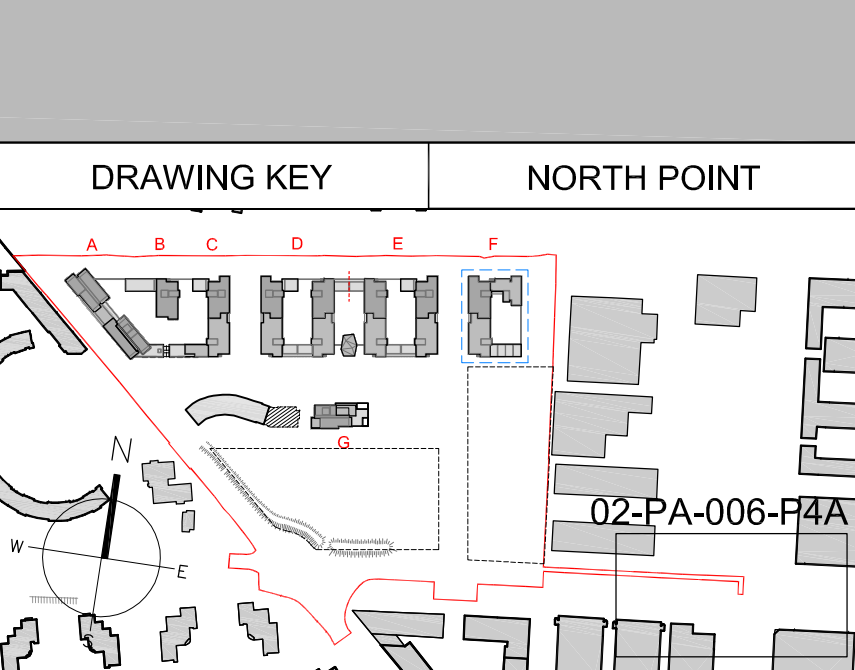 DRAWING KEY
NORTH POINT
A B C D E F
G
N
02-PA-006-P4A
W
E